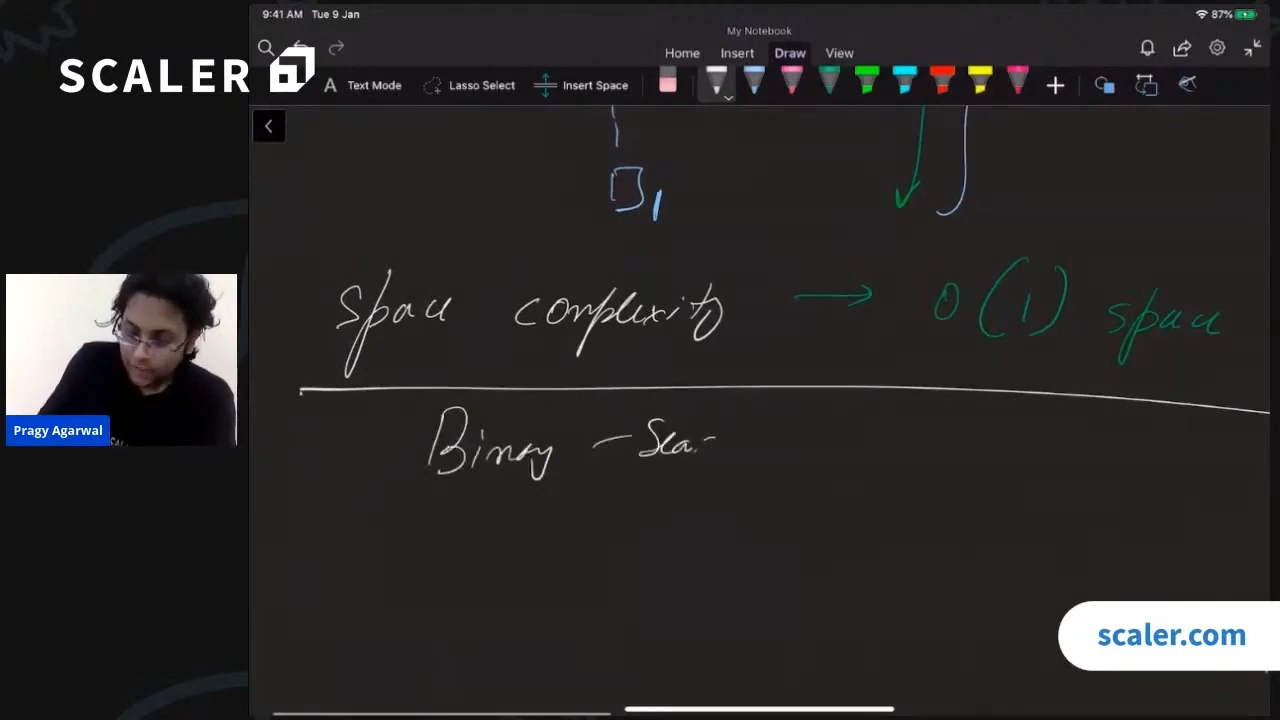 9:41 AM Tue 9 Jan
87%
My Notebook
SCALER
Home Insert Draw View
A Text Mode Lasso Select Insert Space
space complexity → O(1) space
Binary - Sea
Pragy Agarwal
scaler.com